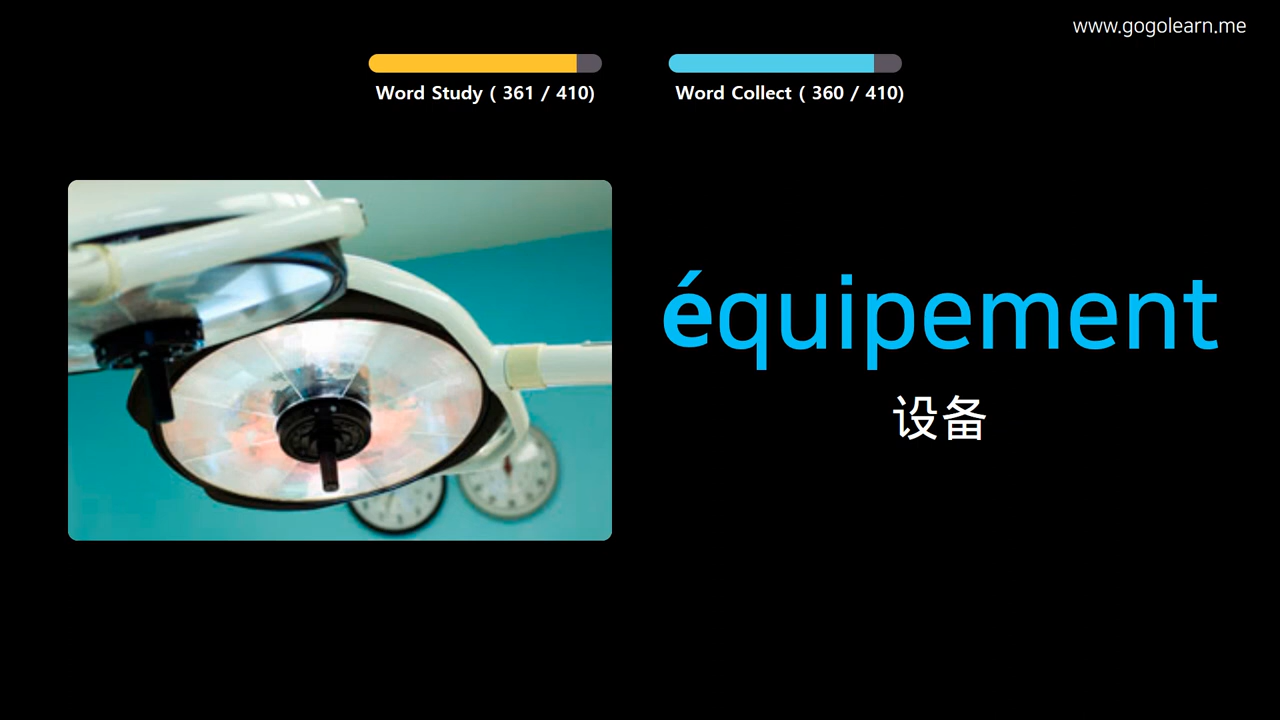 www.gogolearn.me
Word Study ( 361 / 410)
Word Collect ( 360 / 410)
équipement
设备